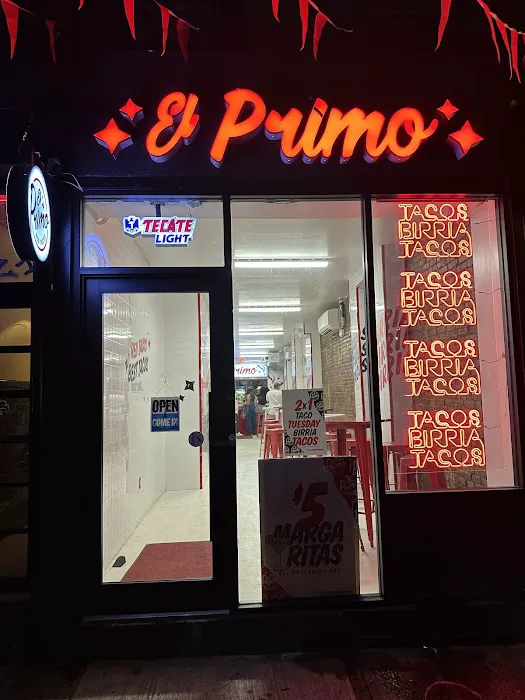 El Primo
Primo
TECATE
LIGHT
TACOS
BIRRIA
TACOS
TACOS
BIRRIA
TACOS
TACOS
BIRRIA
TACOS
TACOS
BIRRIA
TACOS
OPEN
COME IN
2x1
TACO
TUESDAY
BIRRIA
TACOS
$5
MARGA
RITAS